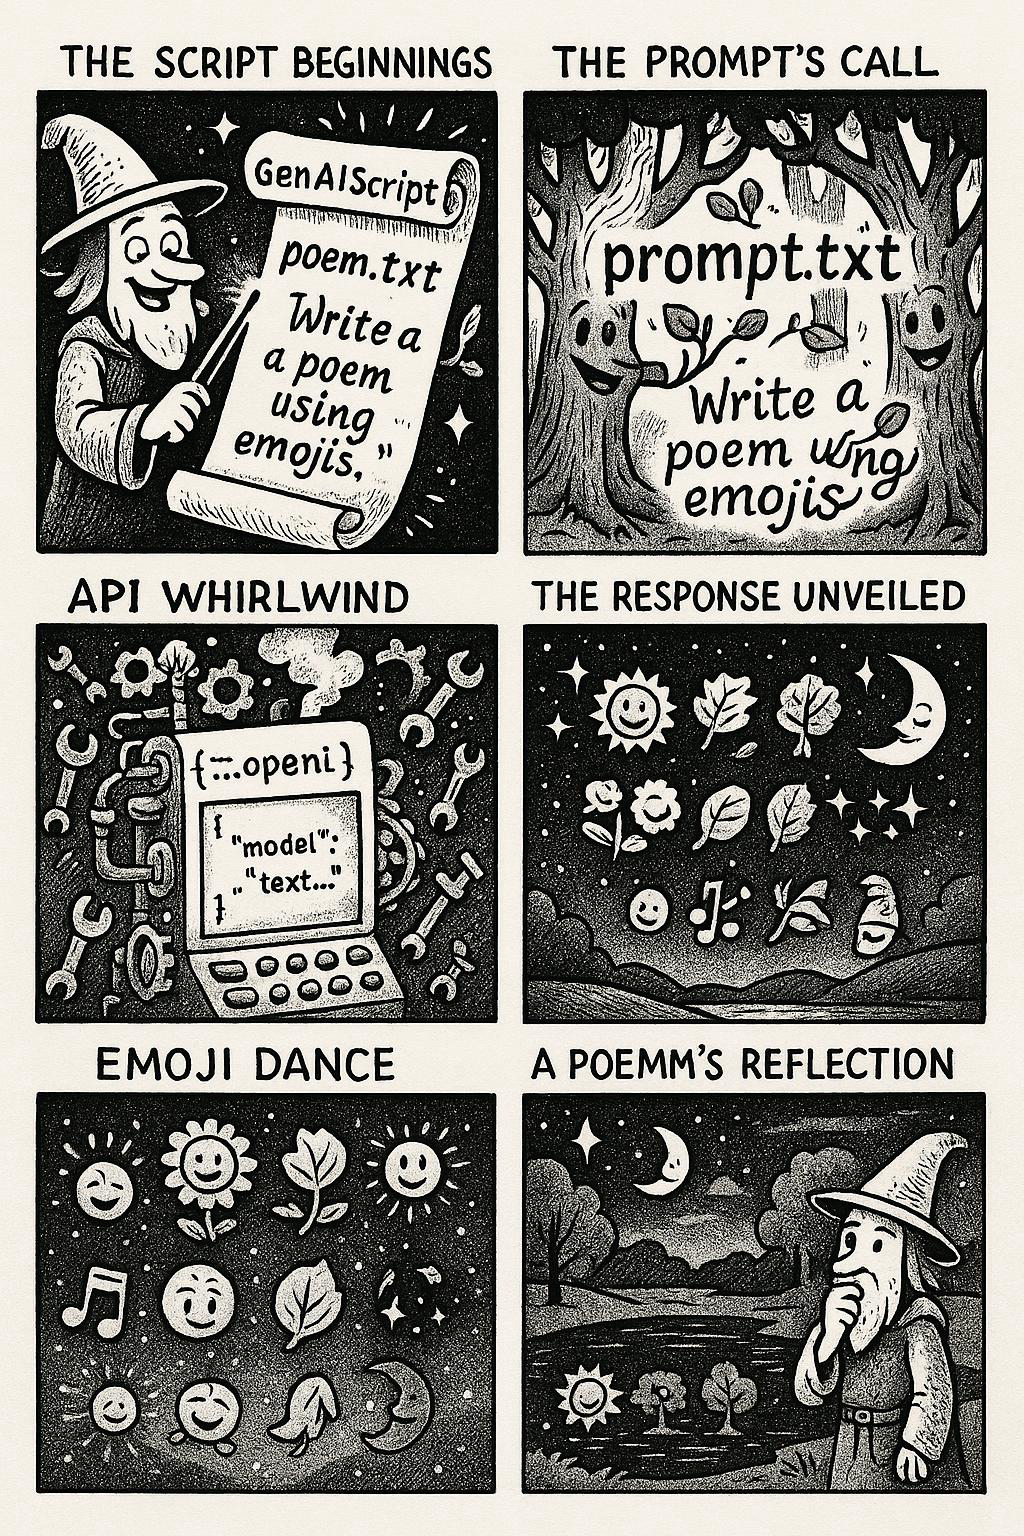 THE SCRIPT BEGINNINGS
GenAIScript
poem.txt
Write a
a poem
using
emojis."
THE PROMPT'S CALL
prompt.txt
Write a
poem
emojis
API WHIRLWIND
{-...openi}
{
"model":
"text..."
}
THE RESPONSE UNVEILED
EMOJI DANCE
A POEMM'S REFLECTION